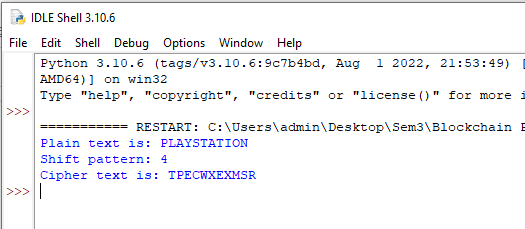 IDLE Shell 3.10.6
File Edit Shell Debug Options Window Help
Python 3.10.6 (tags/v3.10.6:9c7b4bd, Aug  1 2022, 21:53:49) [
AMD64)] on win32
Type "help", "copyright", "credits" or "license()" for more i
>>>
=========== RESTART: C:\Users\admin\Desktop\Sem3\Blockchain
Plain text is: PLAYSTATION
Shift pattern: 4
Cipher text is: TPECWXEXMSR
>>>